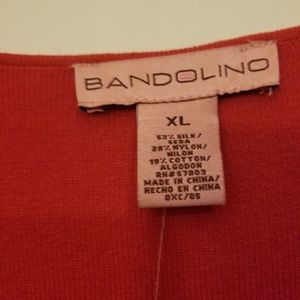 BANDOLINO
XL
53% SILK/
SEDA
28% NYLON/
NILON
19% COTTON/
ALGODON
RN# 57803
MADE IN CHINA/
HECHO EN CHINA
0XC/05